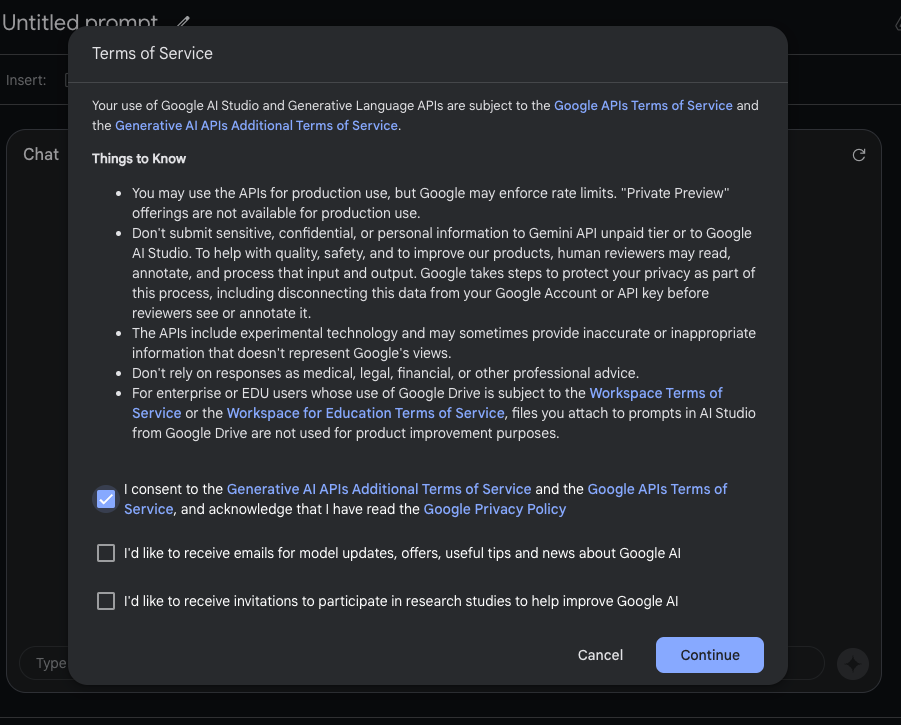 Untitled prompt
Terms of Service
Insert:
Your use of Google AI Studio and Generative Language APIs are subject to the Google APIs Terms of Service and
the Generative AI APIs Additional Terms of Service.
Chat
Things to Know
• You may use the APIs for production use, but Google may enforce rate limits. "Private Preview"
offerings are not available for production use.
• Don't submit sensitive, confidential, or personal information to Gemini API unpaid tier or to Google
AI Studio. To help with quality, safety, and to improve our products, human reviewers may read,
annotate, and process that input and output. Google takes steps to protect your privacy as part of
this process, including disconnecting this data from your Google Account or API key before
reviewers see or annotate it.
• The APIs include experimental technology and may sometimes provide inaccurate or inappropriate
information that doesn't represent Google's views.
• Don't rely on responses as medical, legal, financial, or other professional advice.
• For enterprise or EDU users whose use of Google Drive is subject to the Workspace Terms of
Service or the Workspace for Education Terms of Service, files you attach to prompts in AI Studio
from Google Drive are not used for product improvement purposes.
I consent to the Generative AI APIs Additional Terms of Service and the Google APIs Terms of
Service, and acknowledge that I have read the Google Privacy Policy
I'd like to receive emails for model updates, offers, useful tips and news about Google AI
I'd like to receive invitations to participate in research studies to help improve Google AI
Type
Cancel
Continue